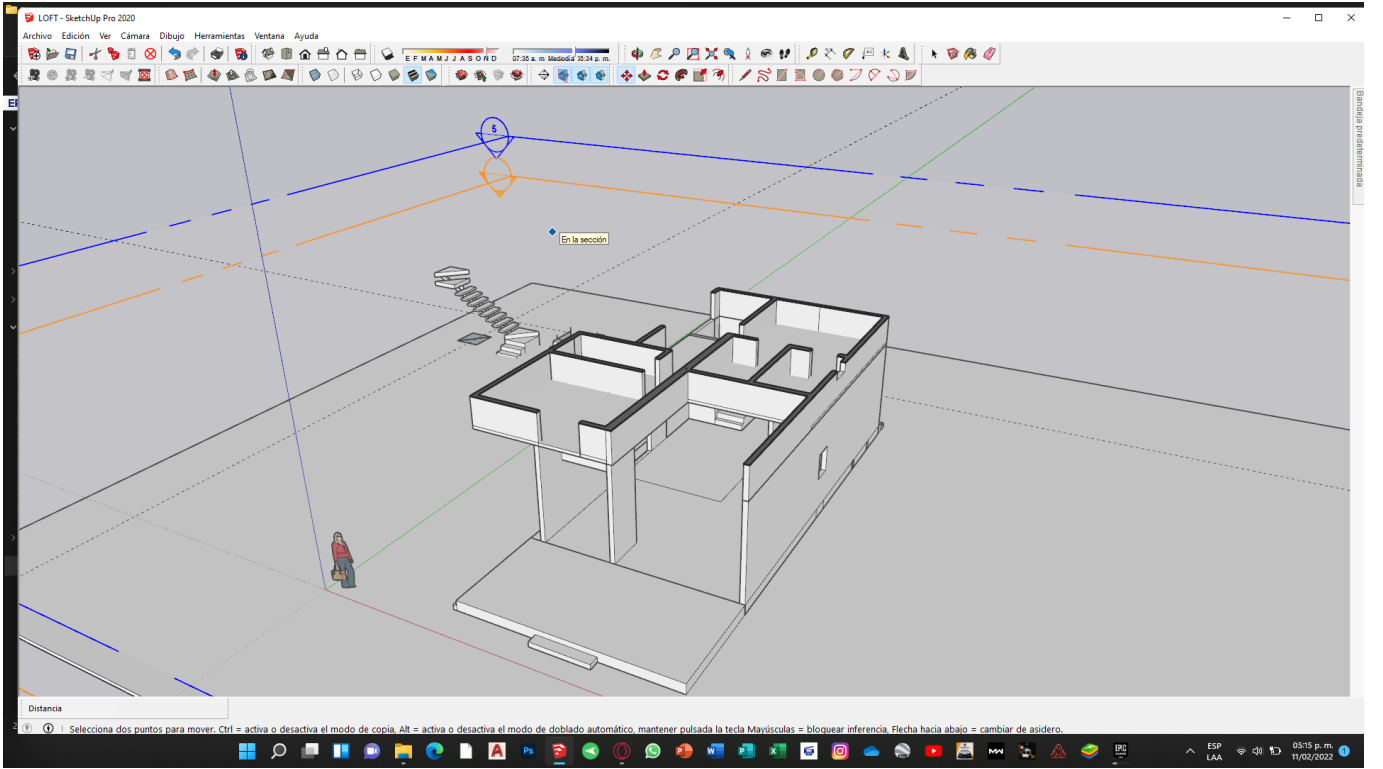 LOFT - SketchUp Pro 2020
Archivo Edición Ver Cámara Dibujo Herramientas Ventana Ayuda
E F M A M J J A S O N D
07:35 a. m. Mediodía 05:34 p. m.
Bandeja predeterminada
5
En la sección
Distancia
Selecciona dos puntos para mover. Ctrl = activa o desactiva el modo de copia, Alt = activa o desactiva el modo de doblado automático, mantener pulsada la tecla Mayúsculas = bloquear inferencia, Flecha hacia abajo = cambiar de asidero.
ESP
LAA
05:15 p. m.
11/02/2022
1